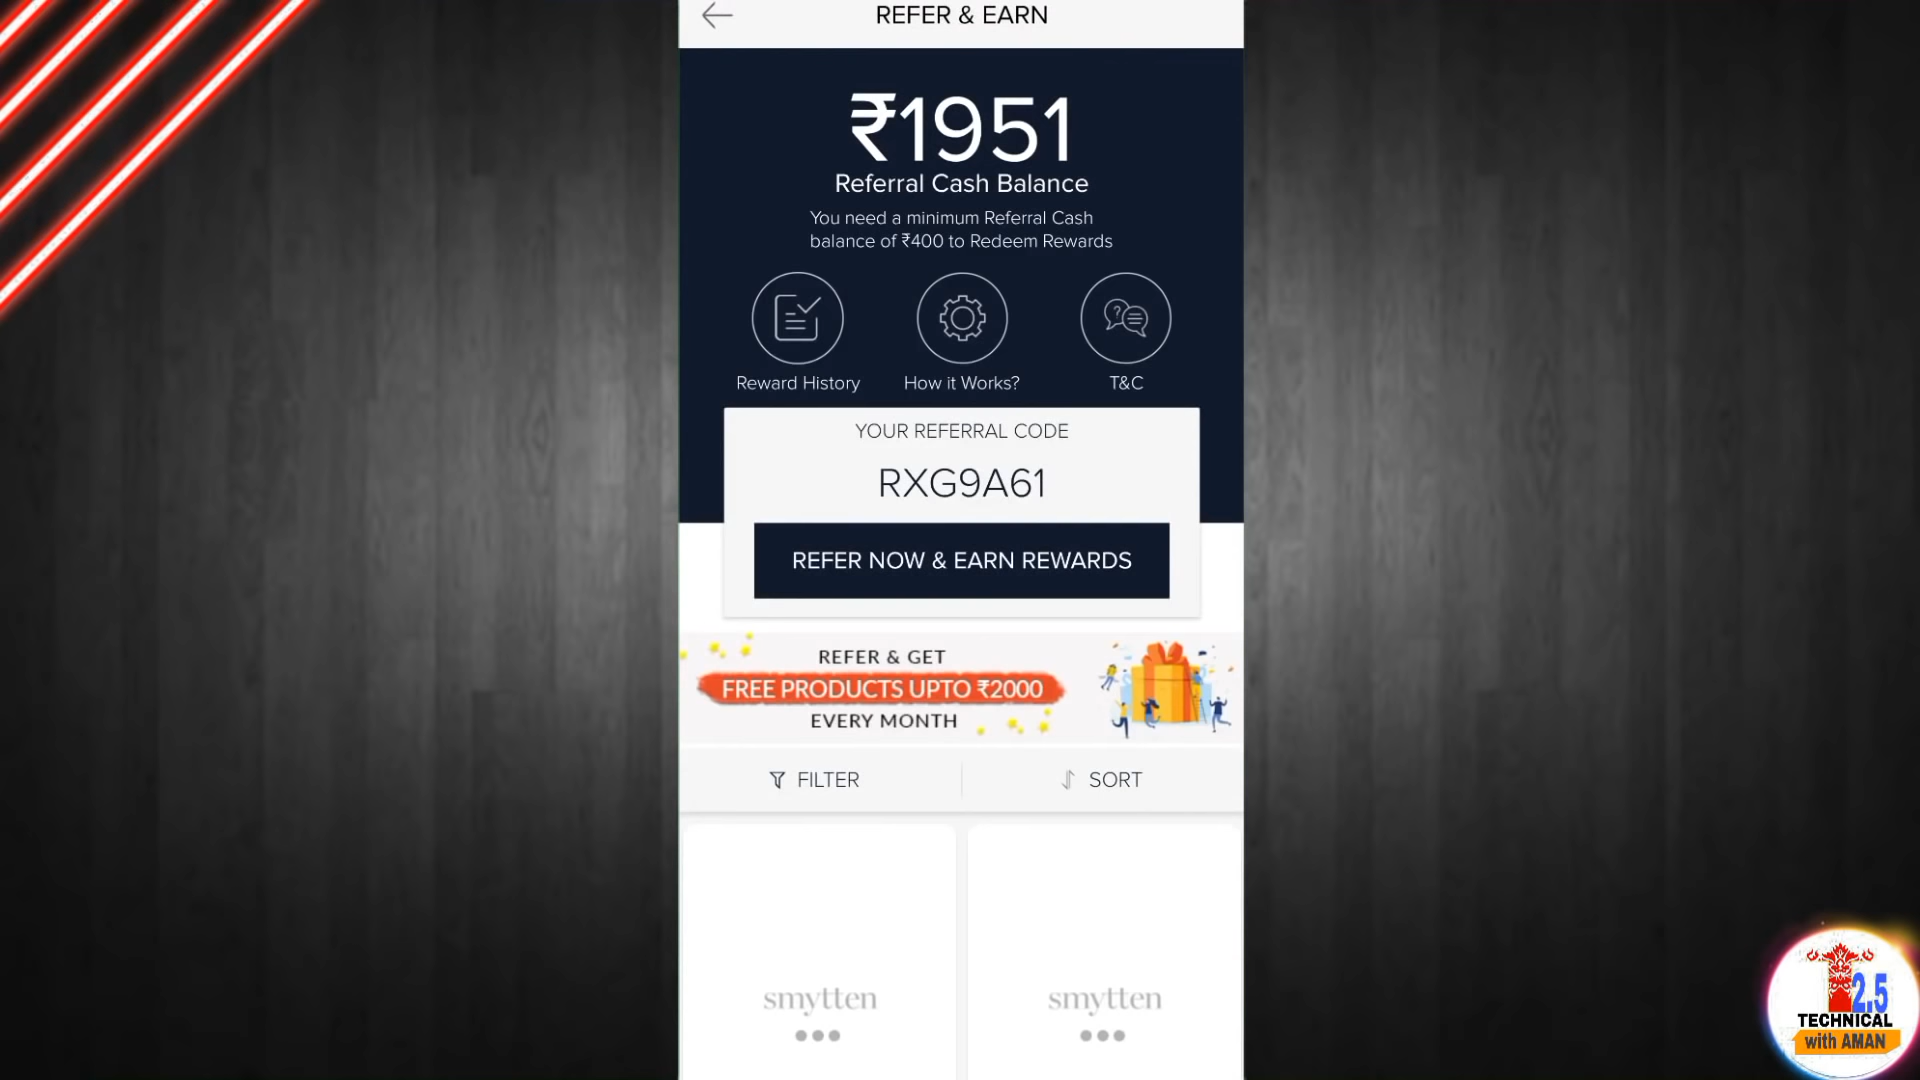 REFER & EARN
₹1951
Referral Cash Balance
You need a minimum Referral Cash
balance of ₹400 to Redeem Rewards
Reward History
How it Works?
T&C
YOUR REFERRAL CODE
RXG9A61
REFER NOW & EARN REWARDS
REFER & GET
FREE PRODUCTS UPTO ₹2000
EVERY MONTH
FILTER
SORT
smytten
smytten
2.5
TECHNICAL
with AMAN